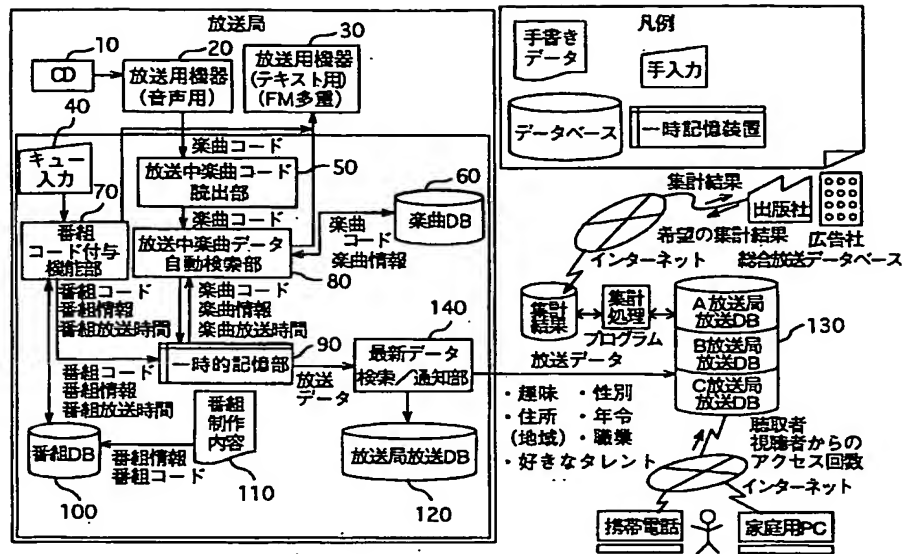 放送局
10
CD
20
放送用機器
(音声用)
30
放送用機器
(テキスト用)
(FM多重)
40
キュー
入力
楽曲コード
50
放送中楽曲コード
読出部
60
楽曲DB
70
番組
コード付与
機能部
楽曲コード
放送中楽曲データ
自動検索部
80
楽曲
コード
楽曲情報
番組コード
番組情報
番組放送時間
楽曲コード
楽曲情報
楽曲放送時間
90
一時的記憶部
放送
データ
140
最新データ
検索/通知部
番組コード
番組情報
番組放送時間
番組
制作
内容
110
番組DB
100
番組情報
番組コード
放送局放送DB
120
凡例
手書き
データ
手入力
データベース
一時記憶装置
集計結果
出版社
希望の集計結果
広告社
インターネット
総合放送データベース
集計
結果
集計
処理
プログラム
A放送局
放送DB
B放送局
放送DB
C放送局
放送DB
130
放送データ
・趣味 ・性別
・住所 ・年令
(地域)・職業
・好きなタレント
聴取者
視聴者からの
アクセス回数
インターネット
携帯電話
家庭用PC